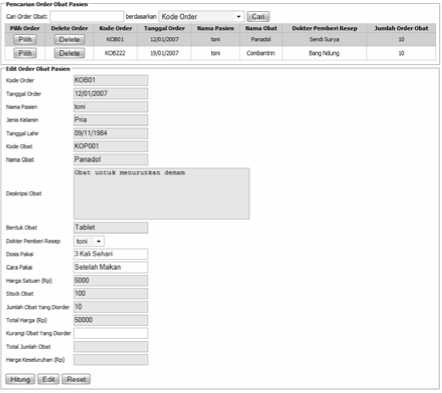 Pencarian Order Obat Pasien
Cari Order Obat: berdasarkan Kode Order Cari
Pilih Order Delete Order Kode Order Tanggal Order Nama Pasien Nama Obat Dokter Pemberi Resep Jumlah Order Obat
Pilih Delete KOB01 12/01/2007 toni Panadol Sendi Surya 10
Pilih Delete KOB222 19/01/2007 toni Combantrin Bang Ndung 10
Edit Order Obat Pasien
Kode Order KOB01
Tanggal Order 12/01/2007
Nama Pasien toni
Jenis Kelamin Pria
Tanggal Lahir 09/11/1984
Kode Obat KOP001
Nama Obat Panadol
Deskripsi Obat Obat untuk menurunkan demam
Bentuk Obat Tablet
Dokter Pemberi Resep toni
Dosis Pakai 3 Kali Sehari
Cara Pakai Setelah Makan
Harga Satuan (Rp) 5000
Stock Obat 100
Jumlah Obat Yang Diorder 10
Total Harga (Rp) 50000
Kurangi Obat Yang Diorder
Total Jumlah Obat
Harga Keseluruhan (Rp)
Hitung Edit Reset